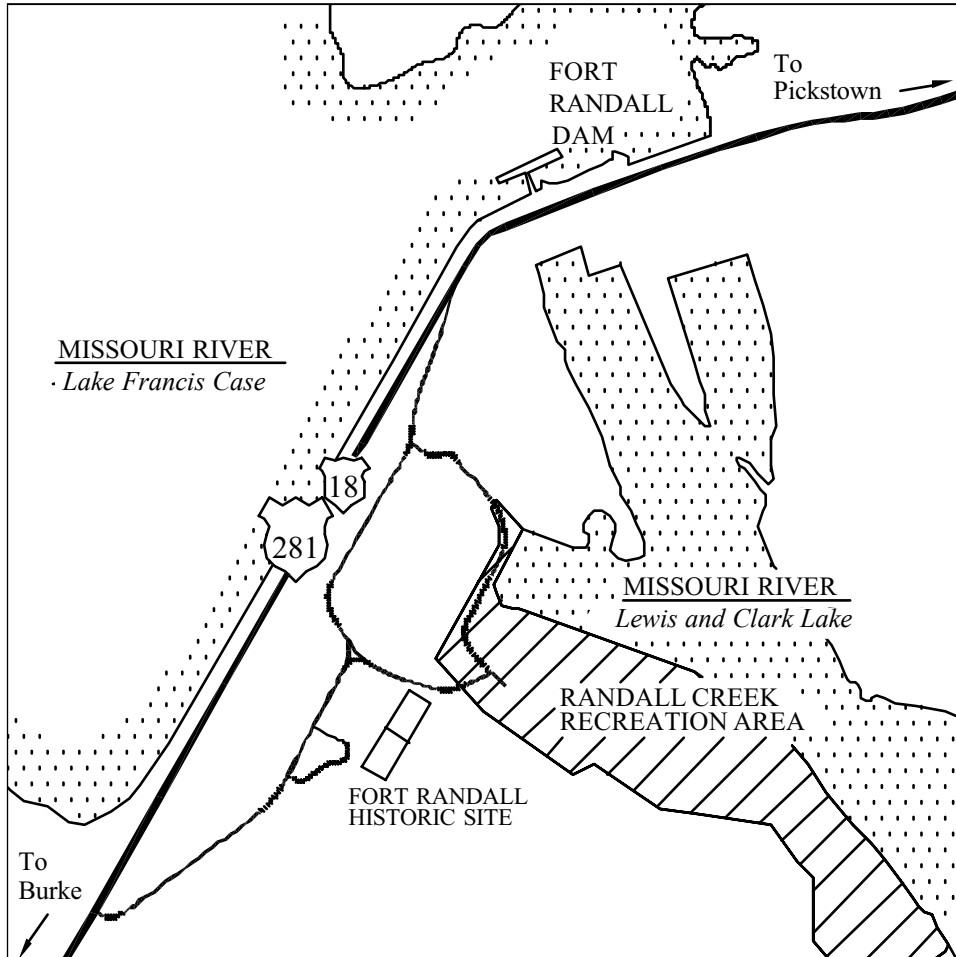 FORT
RANDALL
DAM
To
Pickstown
MISSOURI RIVER
Lake Francis Case
18
281
MISSOURI RIVER
Lewis and Clark Lake
RANDALL CREEK
RECREATION AREA
FORT RANDALL
HISTORIC SITE
To
Burke